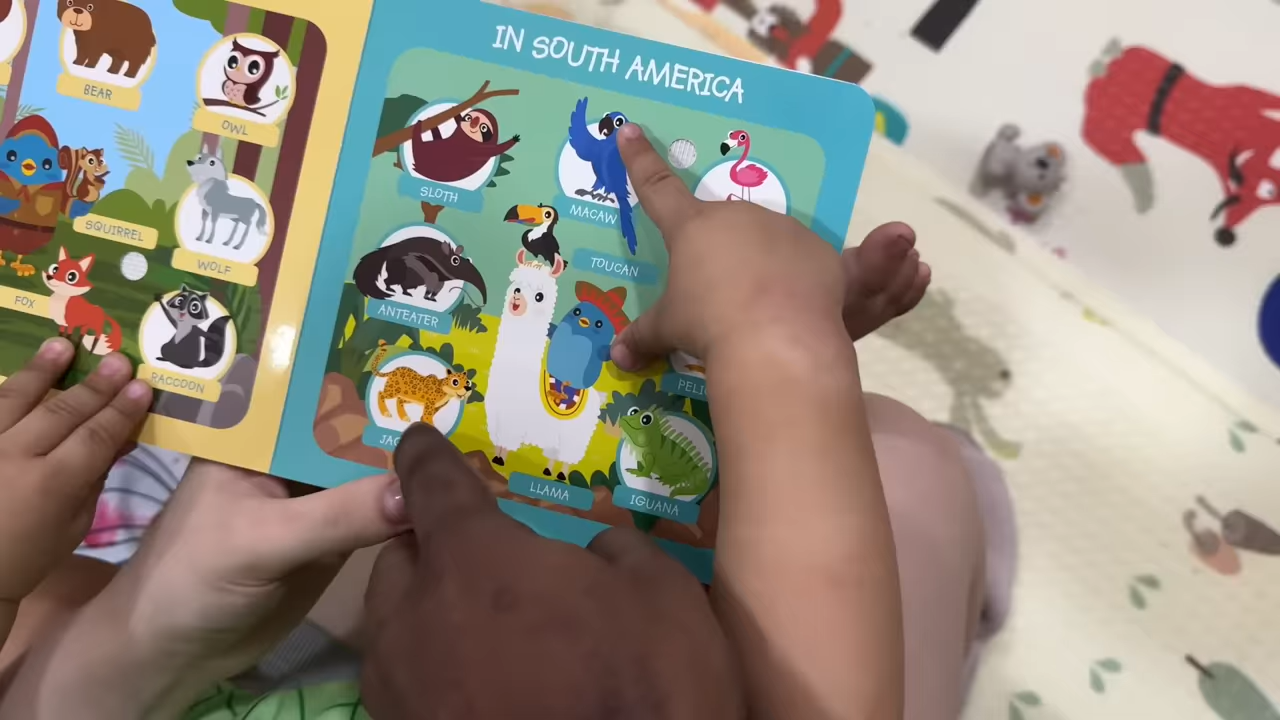 BEAR
OWL
SQUIRREL
WOLF
FOX
RACCOON
IN SOUTH AMERICA
SLOTH
MACAW
TOUCAN
ANTEATER
LLAMA
IGUANA